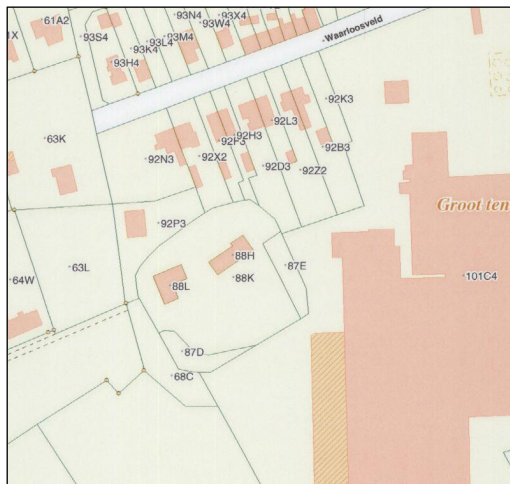 93N4
93X4
61A2
93W4
1X
93S4
93M4
93L4
93K4
Waarloosveld
93H4
92K3
92L3
63K
92H3
92P3
92B3
92N3
92X2
92D3
92Z2
Groot ten
92P3
88H
87E
63L
101C4
64W
88K
88L
87D
68C